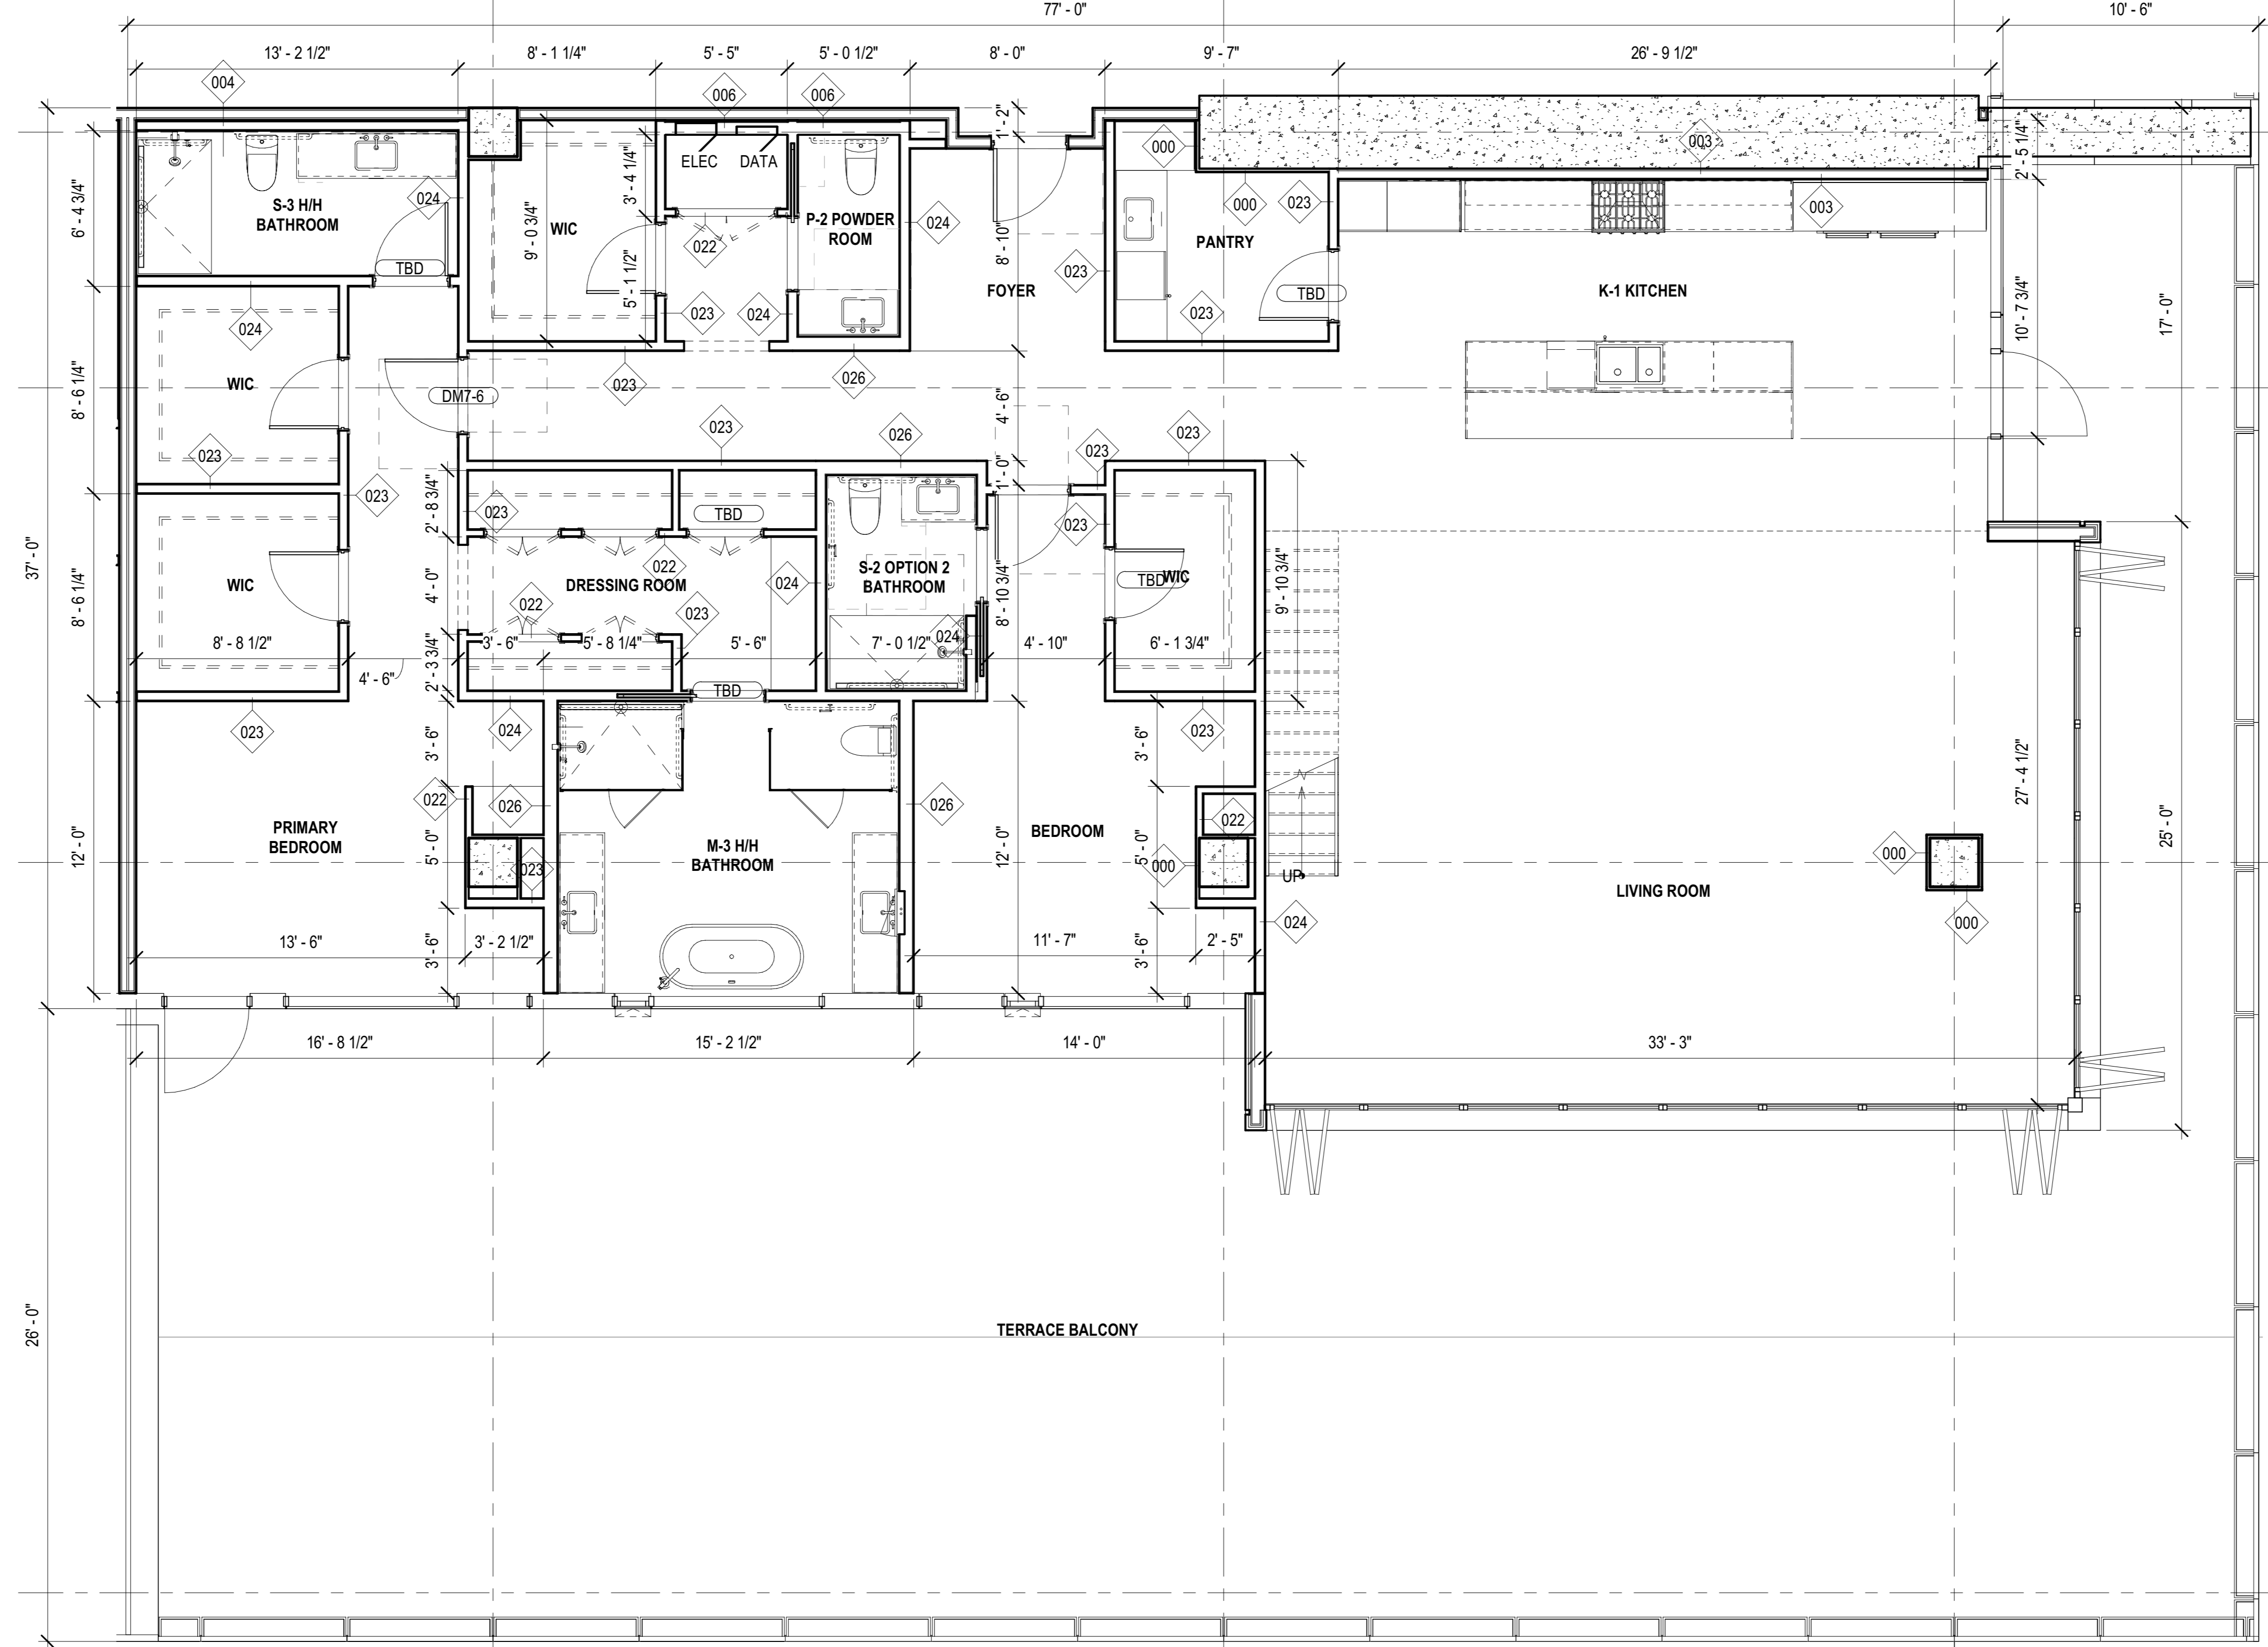 77' - 0"
10' - 6"
13' - 2 1/2"
8' - 1 1/4"
5' - 5"
5' - 0 1/2"
8' - 0"
9' - 7"
26' - 9 1/2"
004
006
006
1' - 2"
003
2' - 5 1/4"
000
ELEC
DATA
3' - 4 1/4"
6' - 4 3/4"
S-3 H/H
BATHROOM
024
9' - 0 3/4"
WIC
P-2 POWDER
ROOM
024
000
023
003
022
8' - 10"
PANTRY
TBD
5' - 1 1/2"
023
FOYER
TBD
K-1 KITCHEN
10' - 7 3/4"
17' - 0"
024
023
024
023
8' - 6 1/4"
WIC
DM7-6
023
026
4' - 6"
023
023
026
023
023
023
1' - 0"
2' - 8 3/4"
023
TBD
023
37' - 0"
8' - 6 1/4"
WIC
4' - 0"
DRESSING ROOM
022
022
024
023
S-2 OPTION 2
BATHROOM
8' - 10 3/4"
TBD
WIC
9' - 10 3/4"
8' - 8 1/2"
4' - 6"
2' - 3 3/4"
3' - 6"
5' - 8 1/4"
5' - 6"
7' - 0 1/2"
024
4' - 10"
6' - 1 3/4"
TBD
023
3' - 6"
024
3' - 6"
023
27' - 4 1/2"
022
026
026
022
12' - 0"
PRIMARY
BEDROOM
5' - 0"
023
M-3 H/H
BATHROOM
12' - 0"
BEDROOM
5' - 0"
000
UP
LIVING ROOM
000
000
25' - 0"
024
13' - 6"
3' - 6"
3' - 2 1/2"
11' - 7"
3' - 6"
2' - 5"
16' - 8 1/2"
15' - 2 1/2"
14' - 0"
33' - 3"
26' - 0"
TERRACE BALCONY